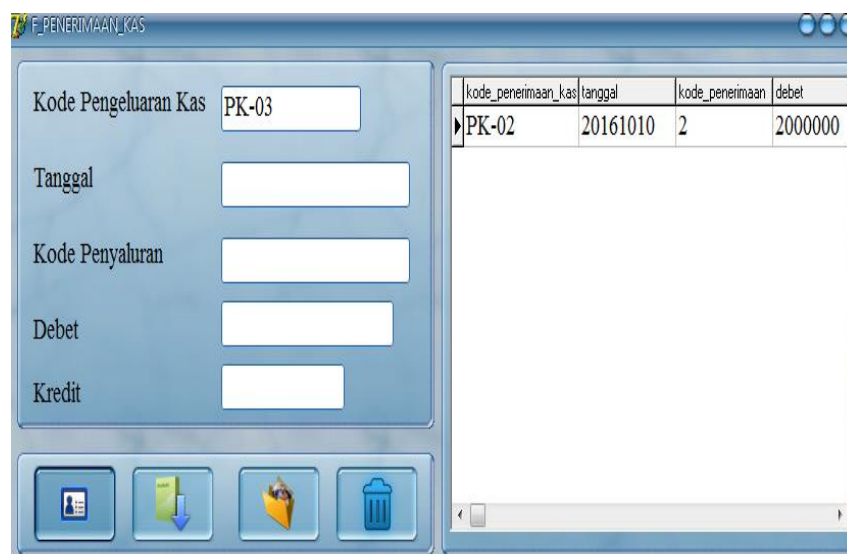 F_PENERIMAAN_KAS
Kode Pengeluaran Kas PK-03
Tanggal
Kode Penyaluran
Debet
Kredit
kode_penerimaan_kas tanggal kode_penerimaan debet
PK-02 20161010 2 2000000